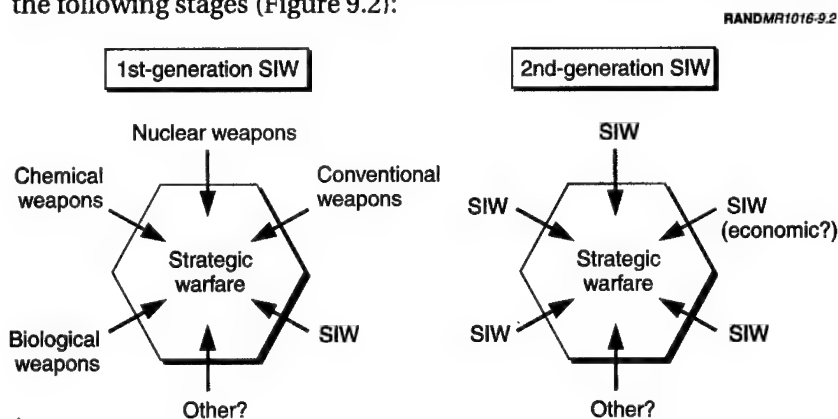 the following stages (Figure 9.2):
RANDMR1016-9.2
1st-generation SIW
Nuclear weapons
Chemical
weapons
Conventional
weapons
Strategic
warfare
Biological
weapons
SIW
Other?
2nd-generation SIW
SIW
SIW
SIW
(economic?)
Strategic
warfare
SIW
SIW
Other?